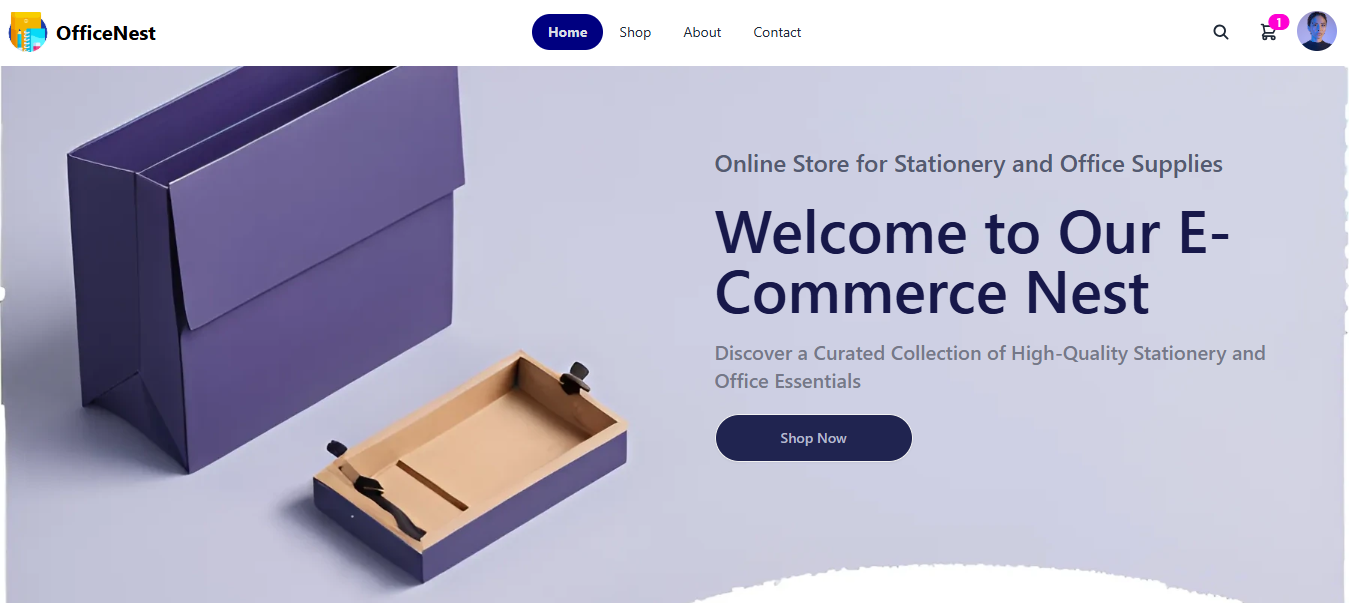 OfficeNest
Home
Shop
About
Contact
1
Online Store for Stationery and Office Supplies
Welcome to Our E-
Commerce Nest
Discover a Curated Collection of High-Quality Stationery and
Office Essentials
Shop Now